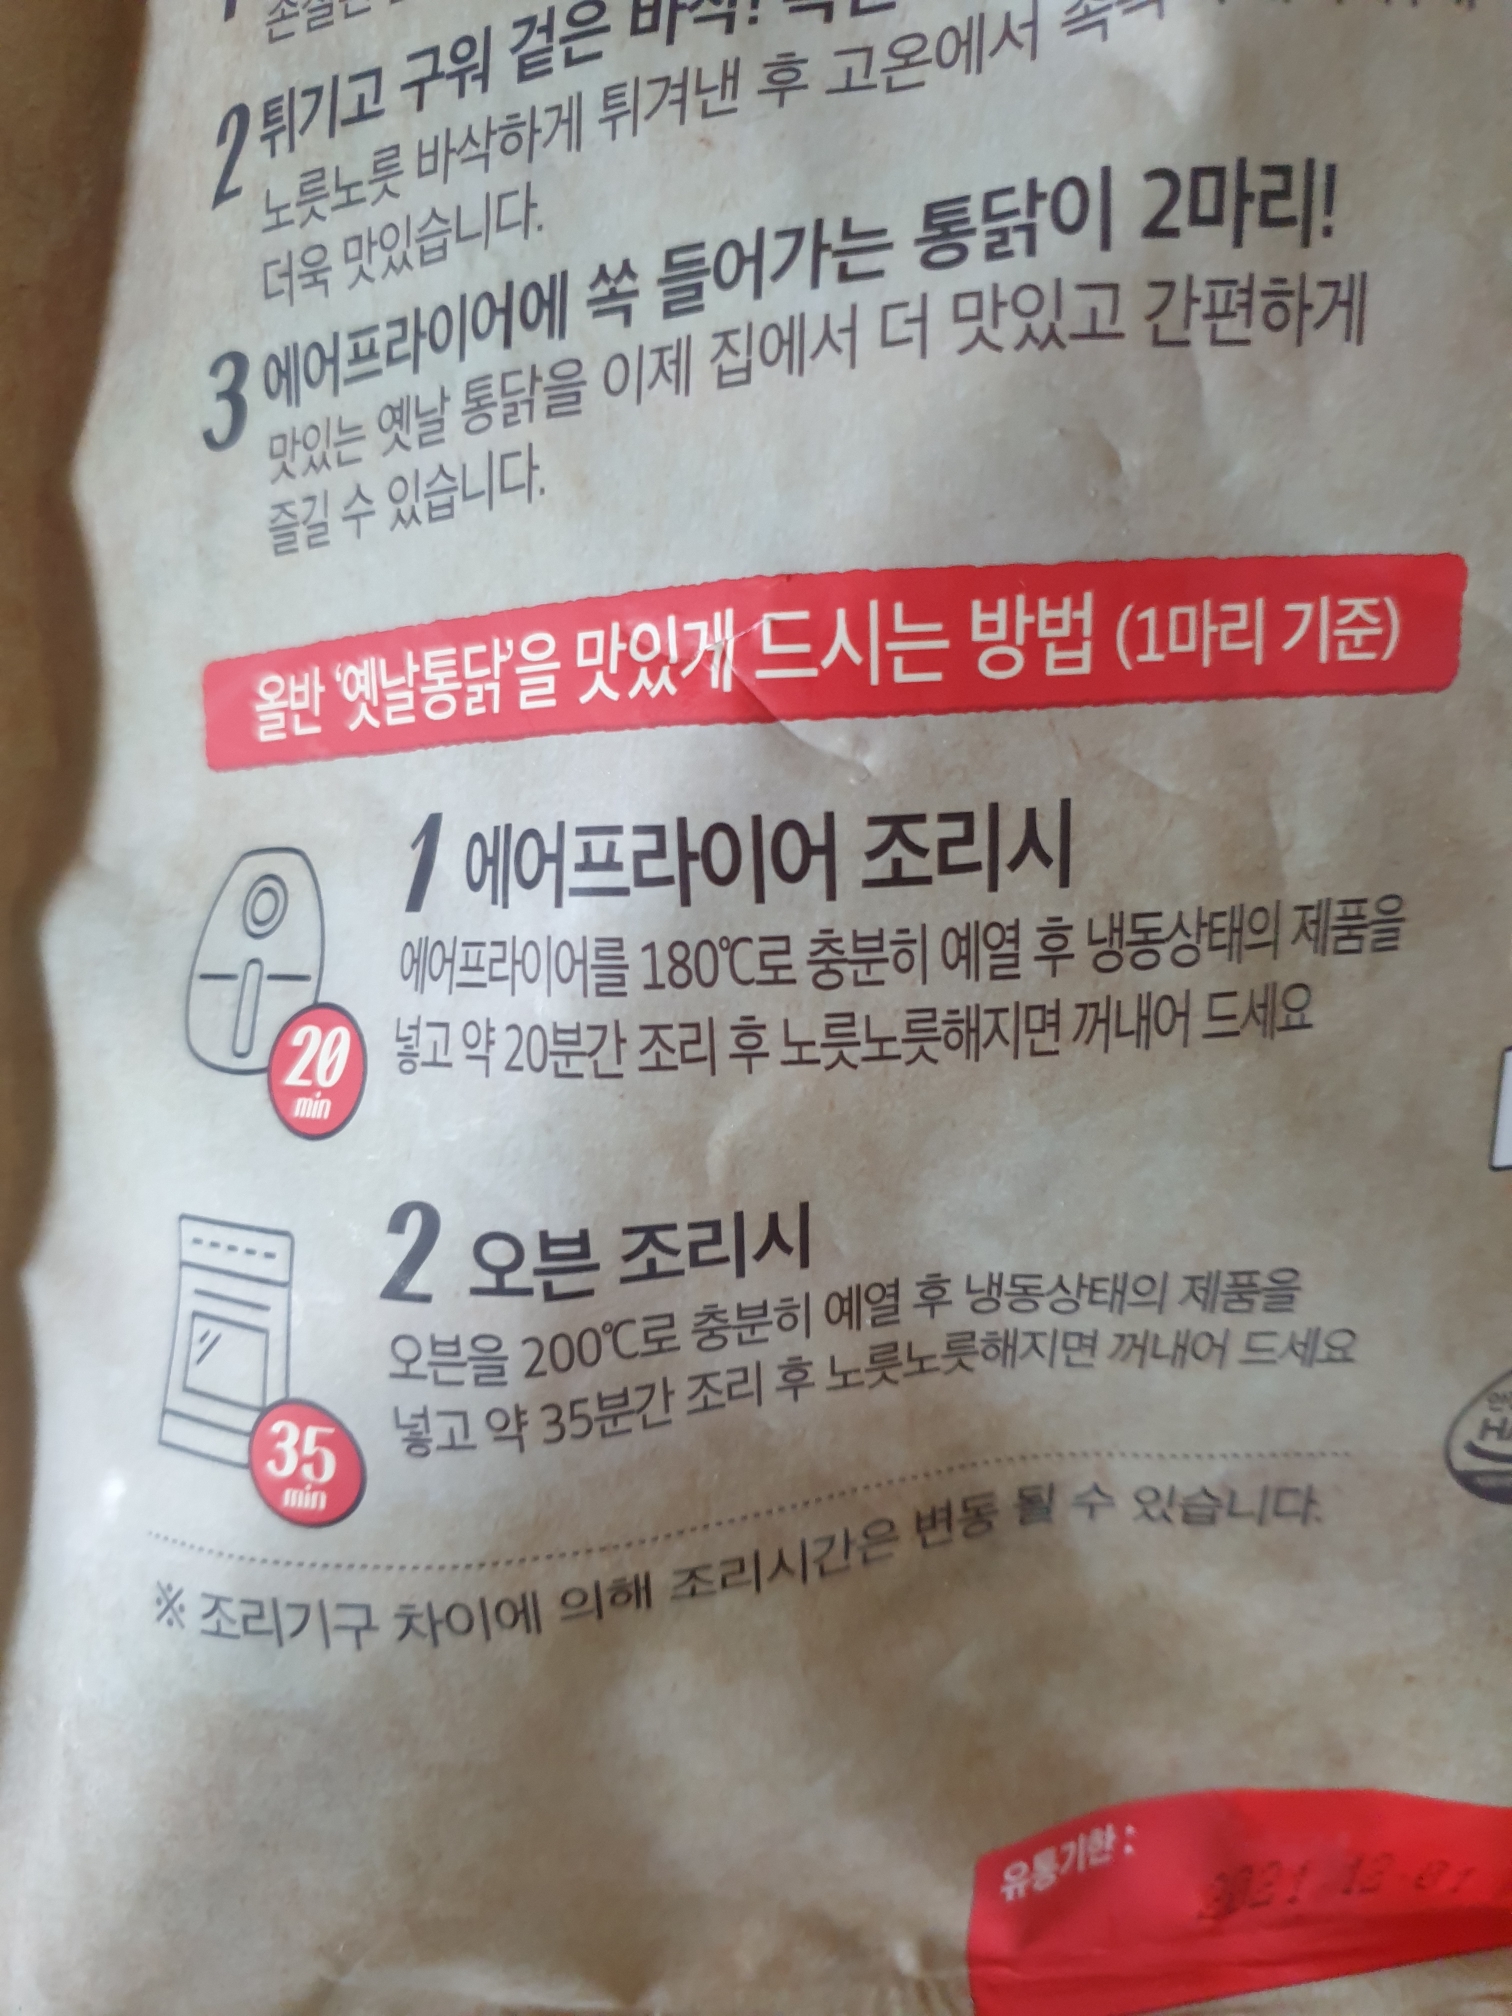 2 튀기고 구워 겉은 바삭!
노릇노릇 바삭하게 튀겨낸 후 고온에서
더욱 맛있습니다.
3 에어프라이어에 쏙 들어가는 통닭이 2마리!
맛있는 옛날 통닭을 이제 집에서 더 맛있고 간편하게
즐길 수 있습니다.
올반 '옛날통닭'을 맛있게 드시는 방법 (1마리 기준)
1 에어프라이어 조리시
에어프라이어를 180℃로 충분히 예열 후 냉동상태의 제품을
넣고 약 20분간 조리 후 노릇노릇해지면 꺼내어 드세요
20
min
2 오븐 조리시
오븐을 200℃로 충분히 예열 후 냉동상태의 제품을
넣고 약 35분간 조리 후 노릇노릇해지면 꺼내어 드세요
35
min
※ 조리기구 차이에 의해 조리시간은 변동 될 수 있습니다.
유통기한 :